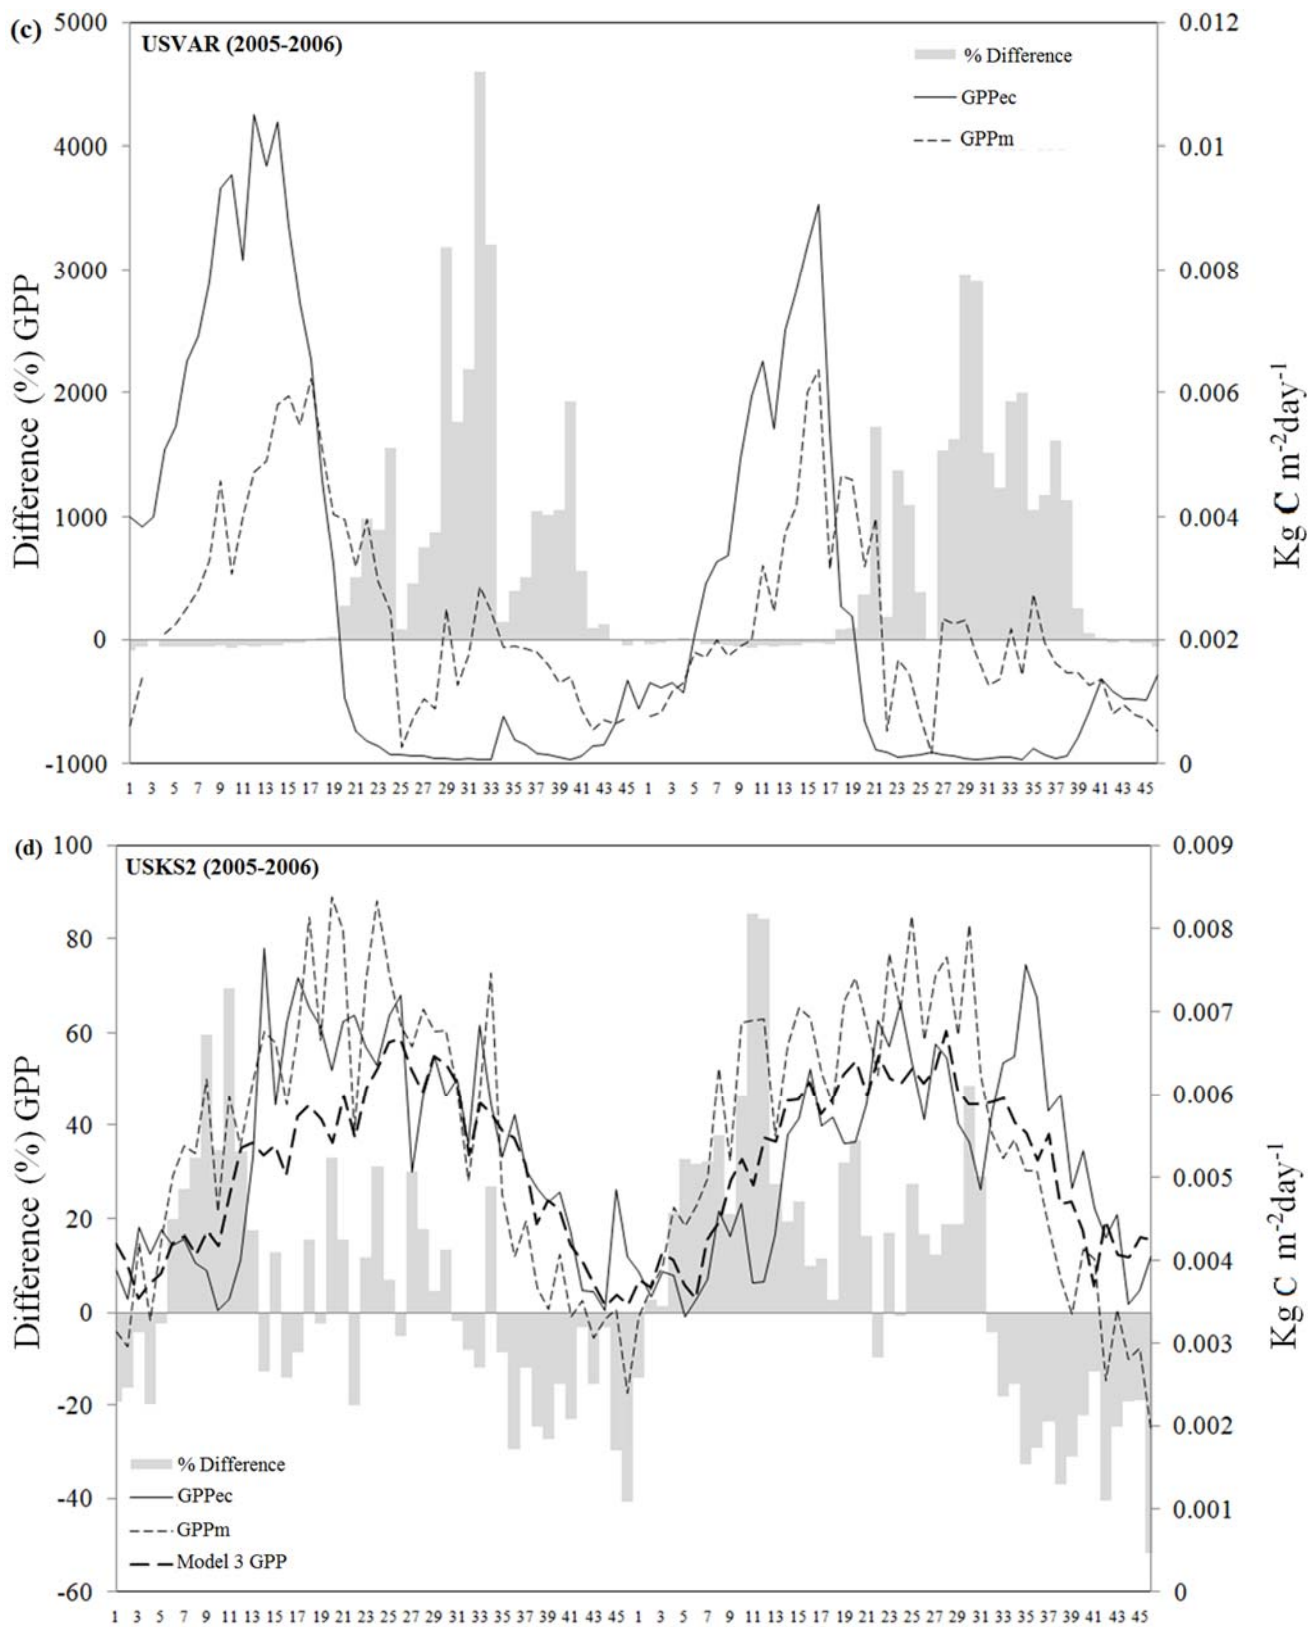 (c)
USVAR (2005-2006)
% Difference
GPPec
GPPm
5000
4000
3000
2000
1000
0
-1000
Difference (%) GPP
0.012
0.01
0.008
0.006
0.004
0.002
0
Kg C m-2day-1
1 3 5 7 9 11 13 15 17 19 21 23 25 27 29 31 33 35 37 39 41 43 45 1 3 5 7 9 11 13 15 17 19 21 23 25 27 29 31 33 35 37 39 41 43 45
(d)
USKS2 (2005-2006)
100
80
60
40
20
0
-20
-40
-60
Difference (%) GPP
0.009
0.008
0.007
0.006
0.005
0.004
0.003
0.002
0.001
0
Kg C m-2day-1
% Difference
GPPec
GPPm
Model 3 GPP
1 3 5 7 9 11 13 15 17 19 21 23 25 27 29 31 33 35 37 39 41 43 45 1 3 5 7 9 11 13 15 17 19 21 23 25 27 29 31 33 35 37 39 41 43 45